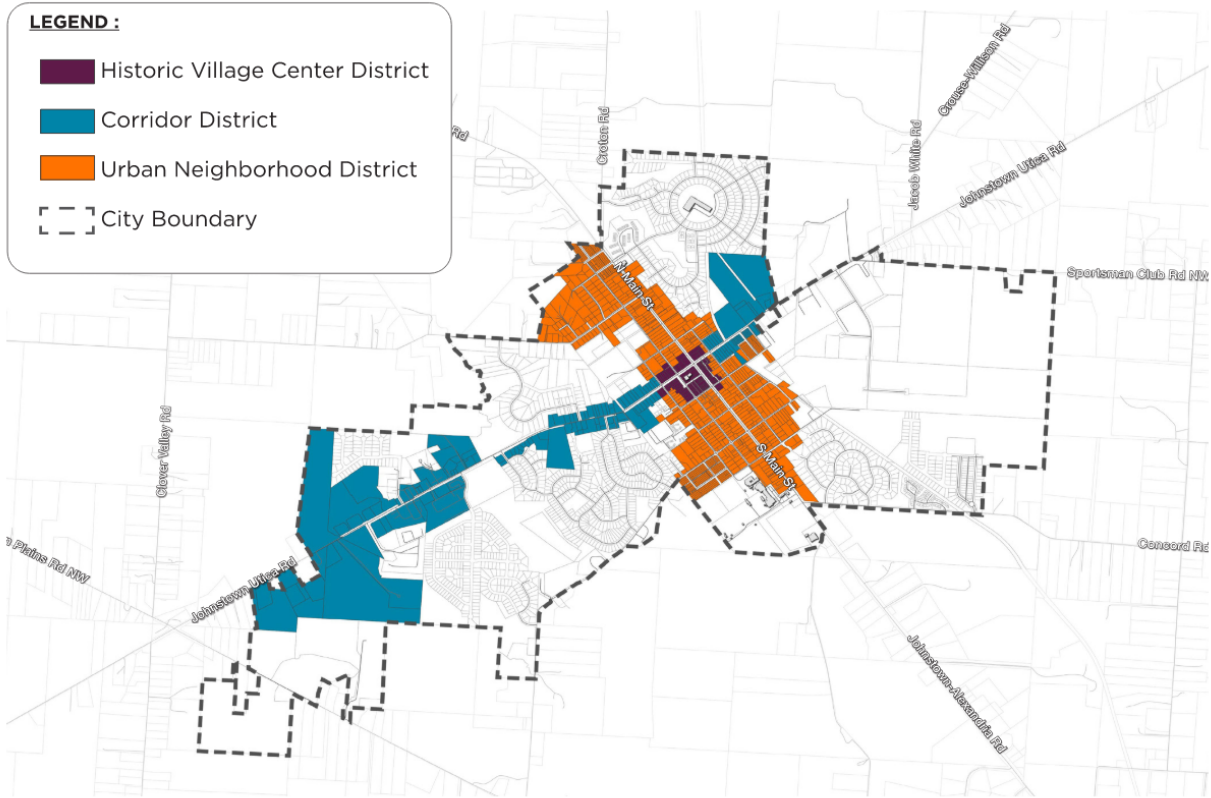 LEGEND :
Historic Village Center District
Corridor District
Urban Neighborhood District
City Boundary
Rd
Croton Rd
Crouse-Willison Rd
Jacob White Rd
Johnstown Utica Rd
Sportsman Club Rd NW
N Main St
Clover Valley Rd
S Main St
n Plains Rd NW
Johnstown Utica Rd
Concord Rd
Johnstown-Alexandria Rd